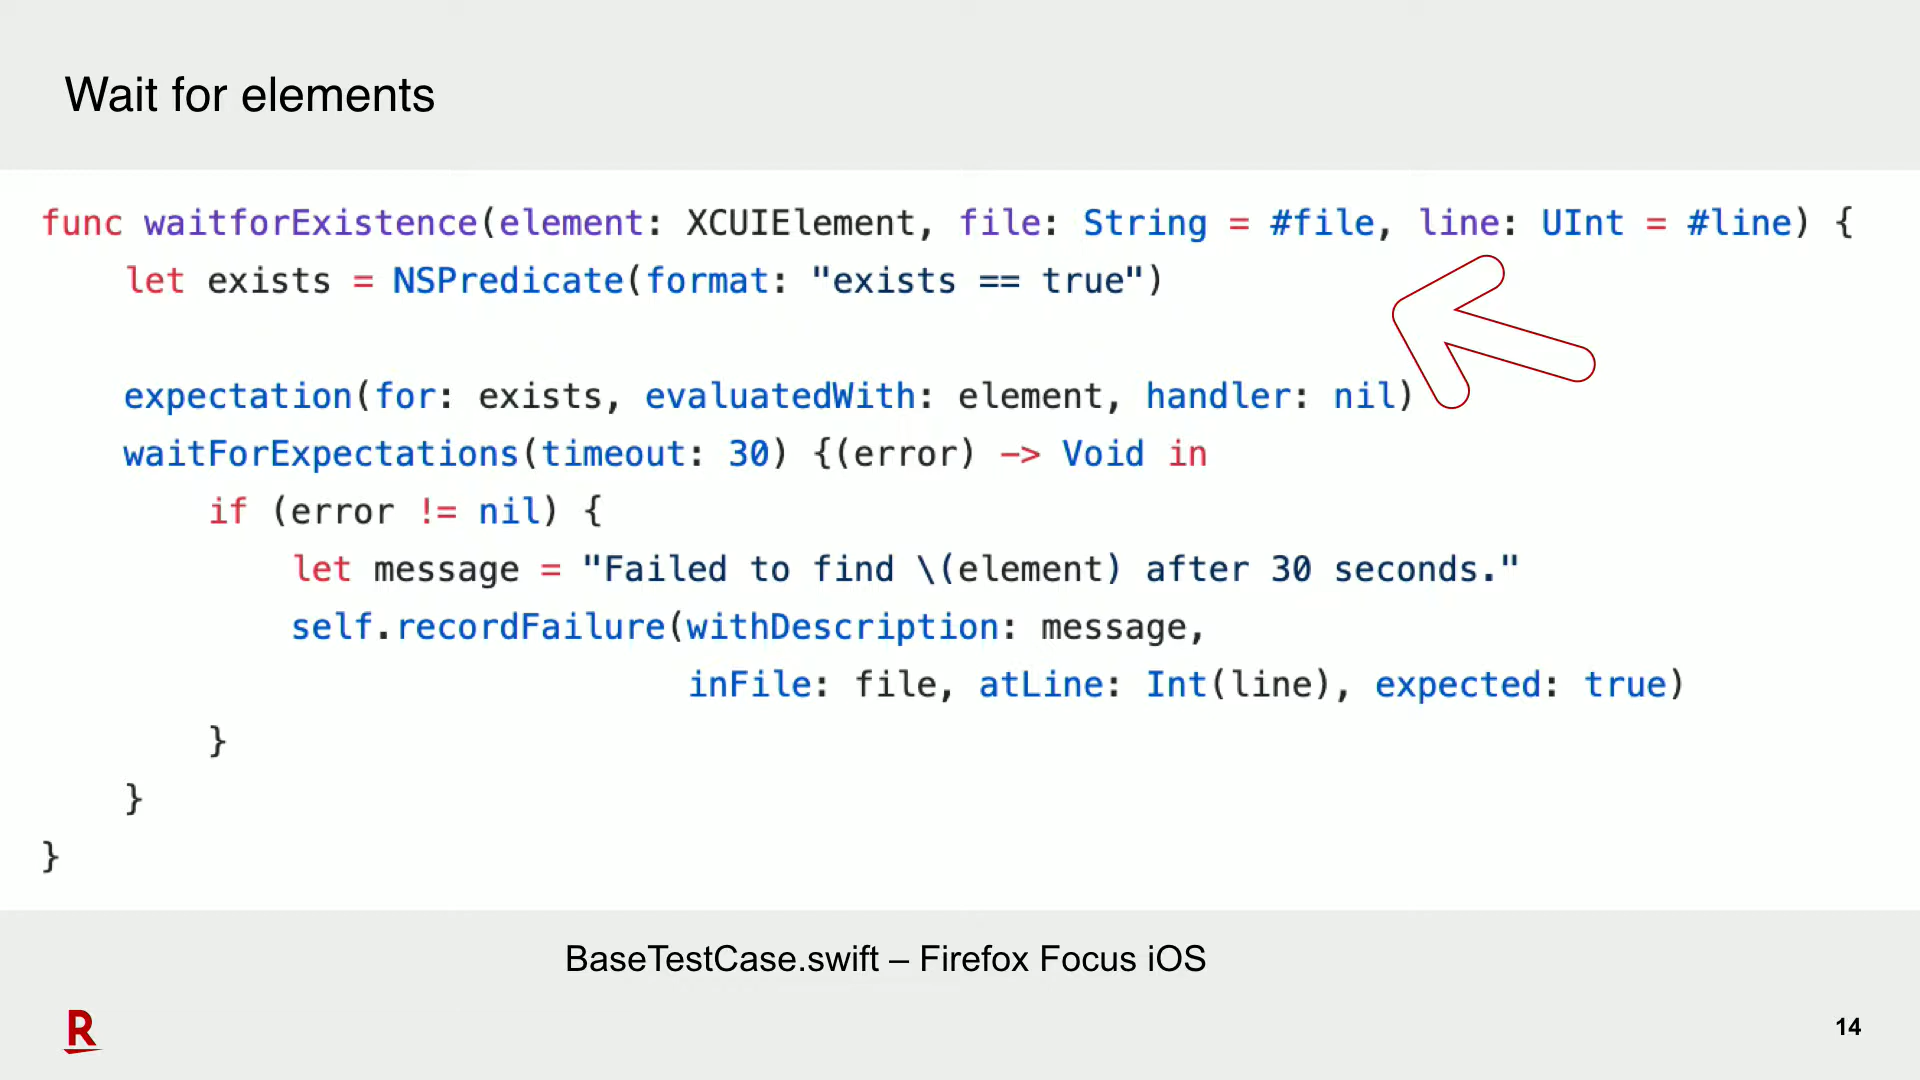 Wait for elements
func waitforExistence(element: XCUIElement, file: String = #file, line: UInt = #line) {
let exists = NSPredicate(format: "exists == true")
expectation(for: exists, evaluatedWith: element, handler: nil)
waitForExpectations(timeout: 30) {(error) -> Void in
if (error != nil) {
let message = "Failed to find \(element) after 30 seconds."
self.recordFailure(withDescription: message,
inFile: file, atLine: Int(line), expected: true)
}
}
}
BaseTestCase.swift – Firefox Focus iOS
R
14